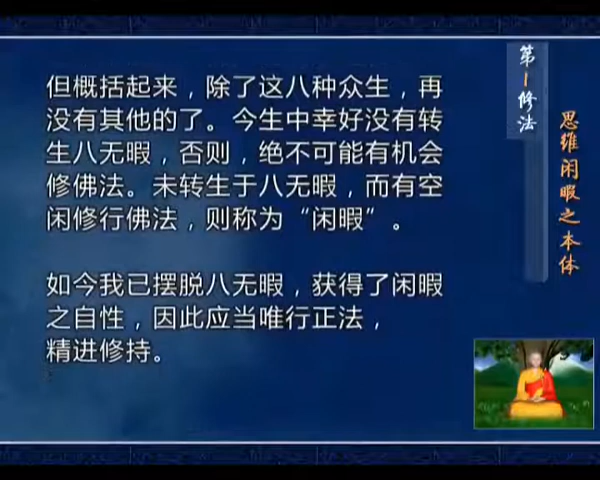 但概括起来，除了这八种众生，再
没有其他的了。今生中幸好没有转
生八无暇，否则，绝不可能有机会
修佛法。未转生于八无暇，而有空
闲修行佛法，则称为“闲暇”。
如今我已摆脱八无暇，获得了闲暇
之自性，因此应当唯行正法，
精进修持。
第1修法
思维闲暇之本体